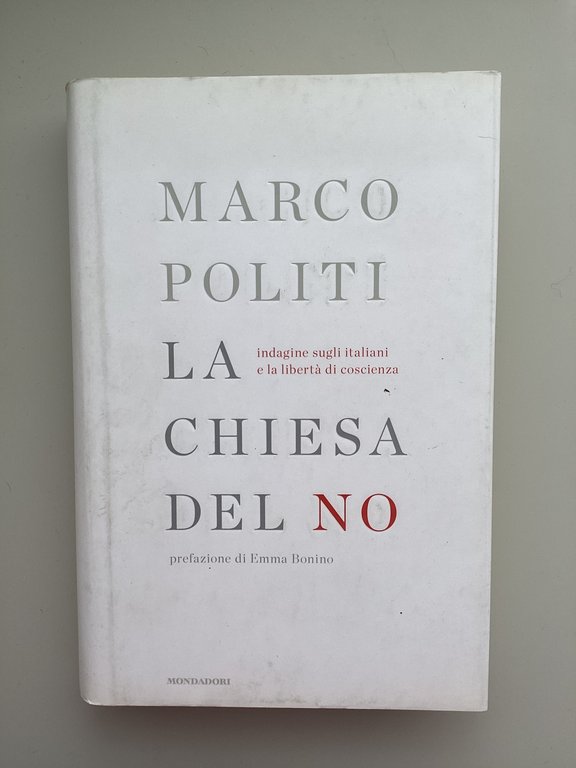 MARCO
POLITI
LA
indagine sugli italiani
e la libertà di coscienza
CHIESA
DEL NO
prefazione di Emma Bonino
MONDADORI